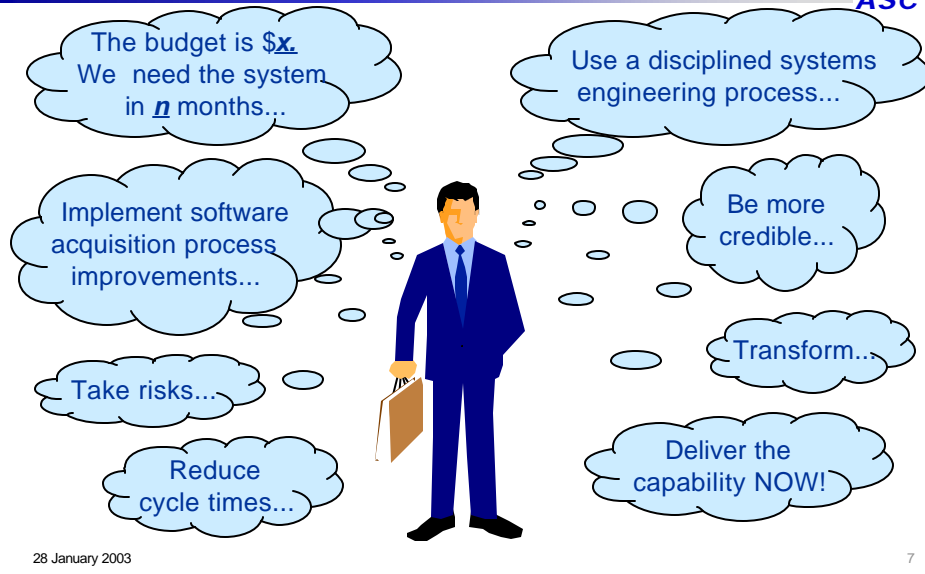 ASC
The budget is $x.
We need the system
in n months...
Use a disciplined systems
engineering process...
Implement software
acquisition process
improvements...
Be more
credible...
Transform...
Take risks...
Reduce
cycle times...
Deliver the
capability NOW!
28 January 2003
7